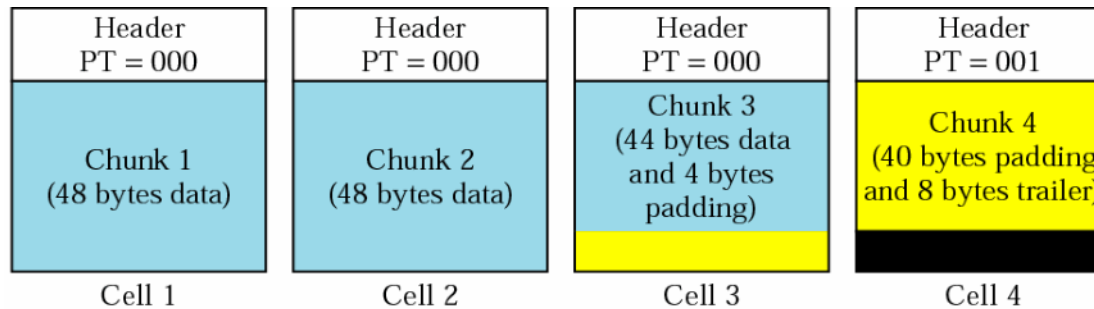 Header
PT = 000
Chunk 1
(48 bytes data)
Cell 1
Header
PT = 000
Chunk 2
(48 bytes data)
Cell 2
Header
PT = 000
Chunk 3
(44 bytes data
and 4 bytes
padding)
Cell 3
Header
PT = 001
Chunk 4
(40 bytes padding
and 8 bytes trailer)
Cell 4